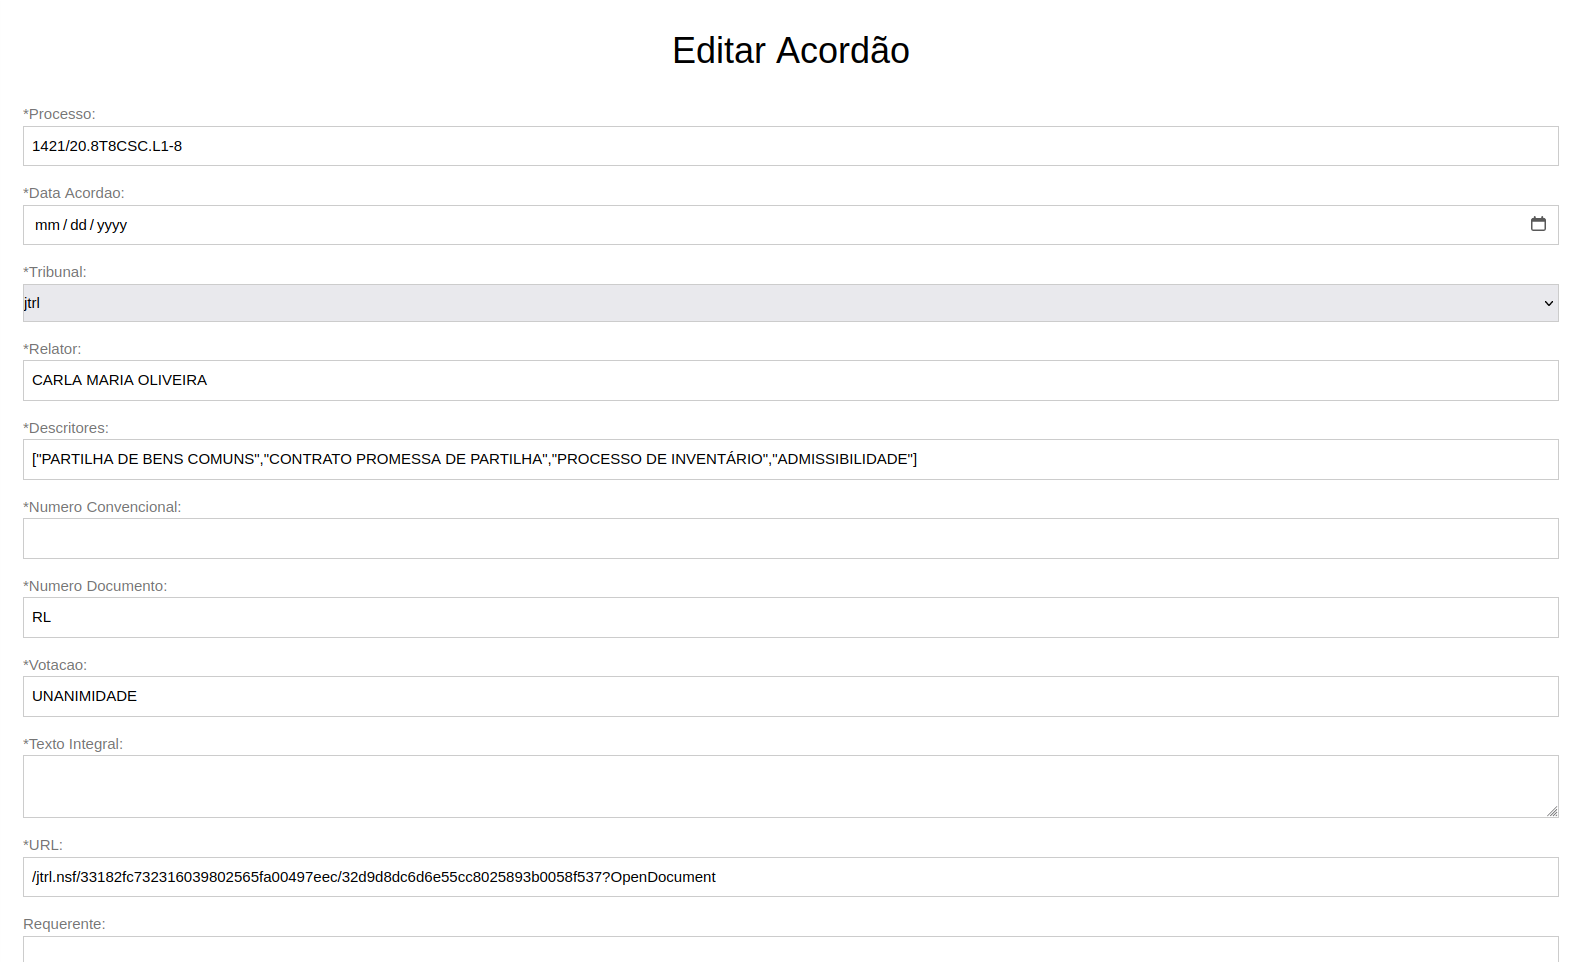 Editar Acordão
*Processo:
1421/20.8T8CSC.L1-8
*Data Acordao:
mm / dd / yyyy
*Tribunal:
jtrl
*Relator:
CARLA MARIA OLIVEIRA
*Descritores:
["PARTILHA DE BENS COMUNS","CONTRATO PROMESSA DE PARTILHA","PROCESSO DE INVENTÁRIO","ADMISSIBILIDADE"]
*Numero Convencional:
*Numero Documento:
RL
*Votacao:
UNANIMIDADE
*Texto Integral:
*URL:
/jtrl.nsf/33182fc732316039802565fa00497eec/32d9d8dc6d6e55cc8025893b0058f537?OpenDocument
Requerente: